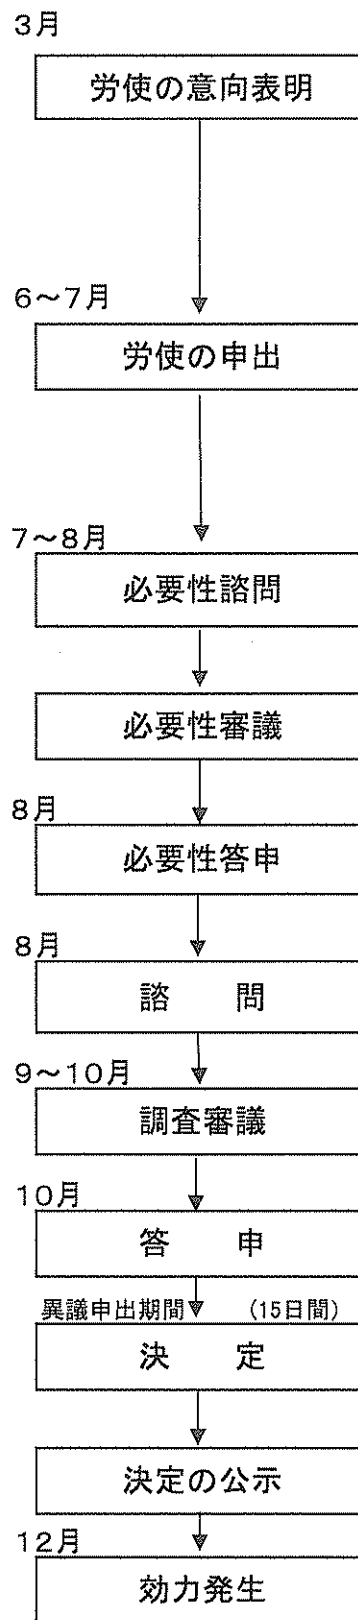 3月
労使の意向表明
6～7月
労使の申出
7～8月
必要性諮問
必要性審議
8月
必要性答申
8月
諮　　問
9～10月
調査審議
10月
答　　申
異議申出期間　　（15日間）
決　　定
決定の公示
12月
効力発生